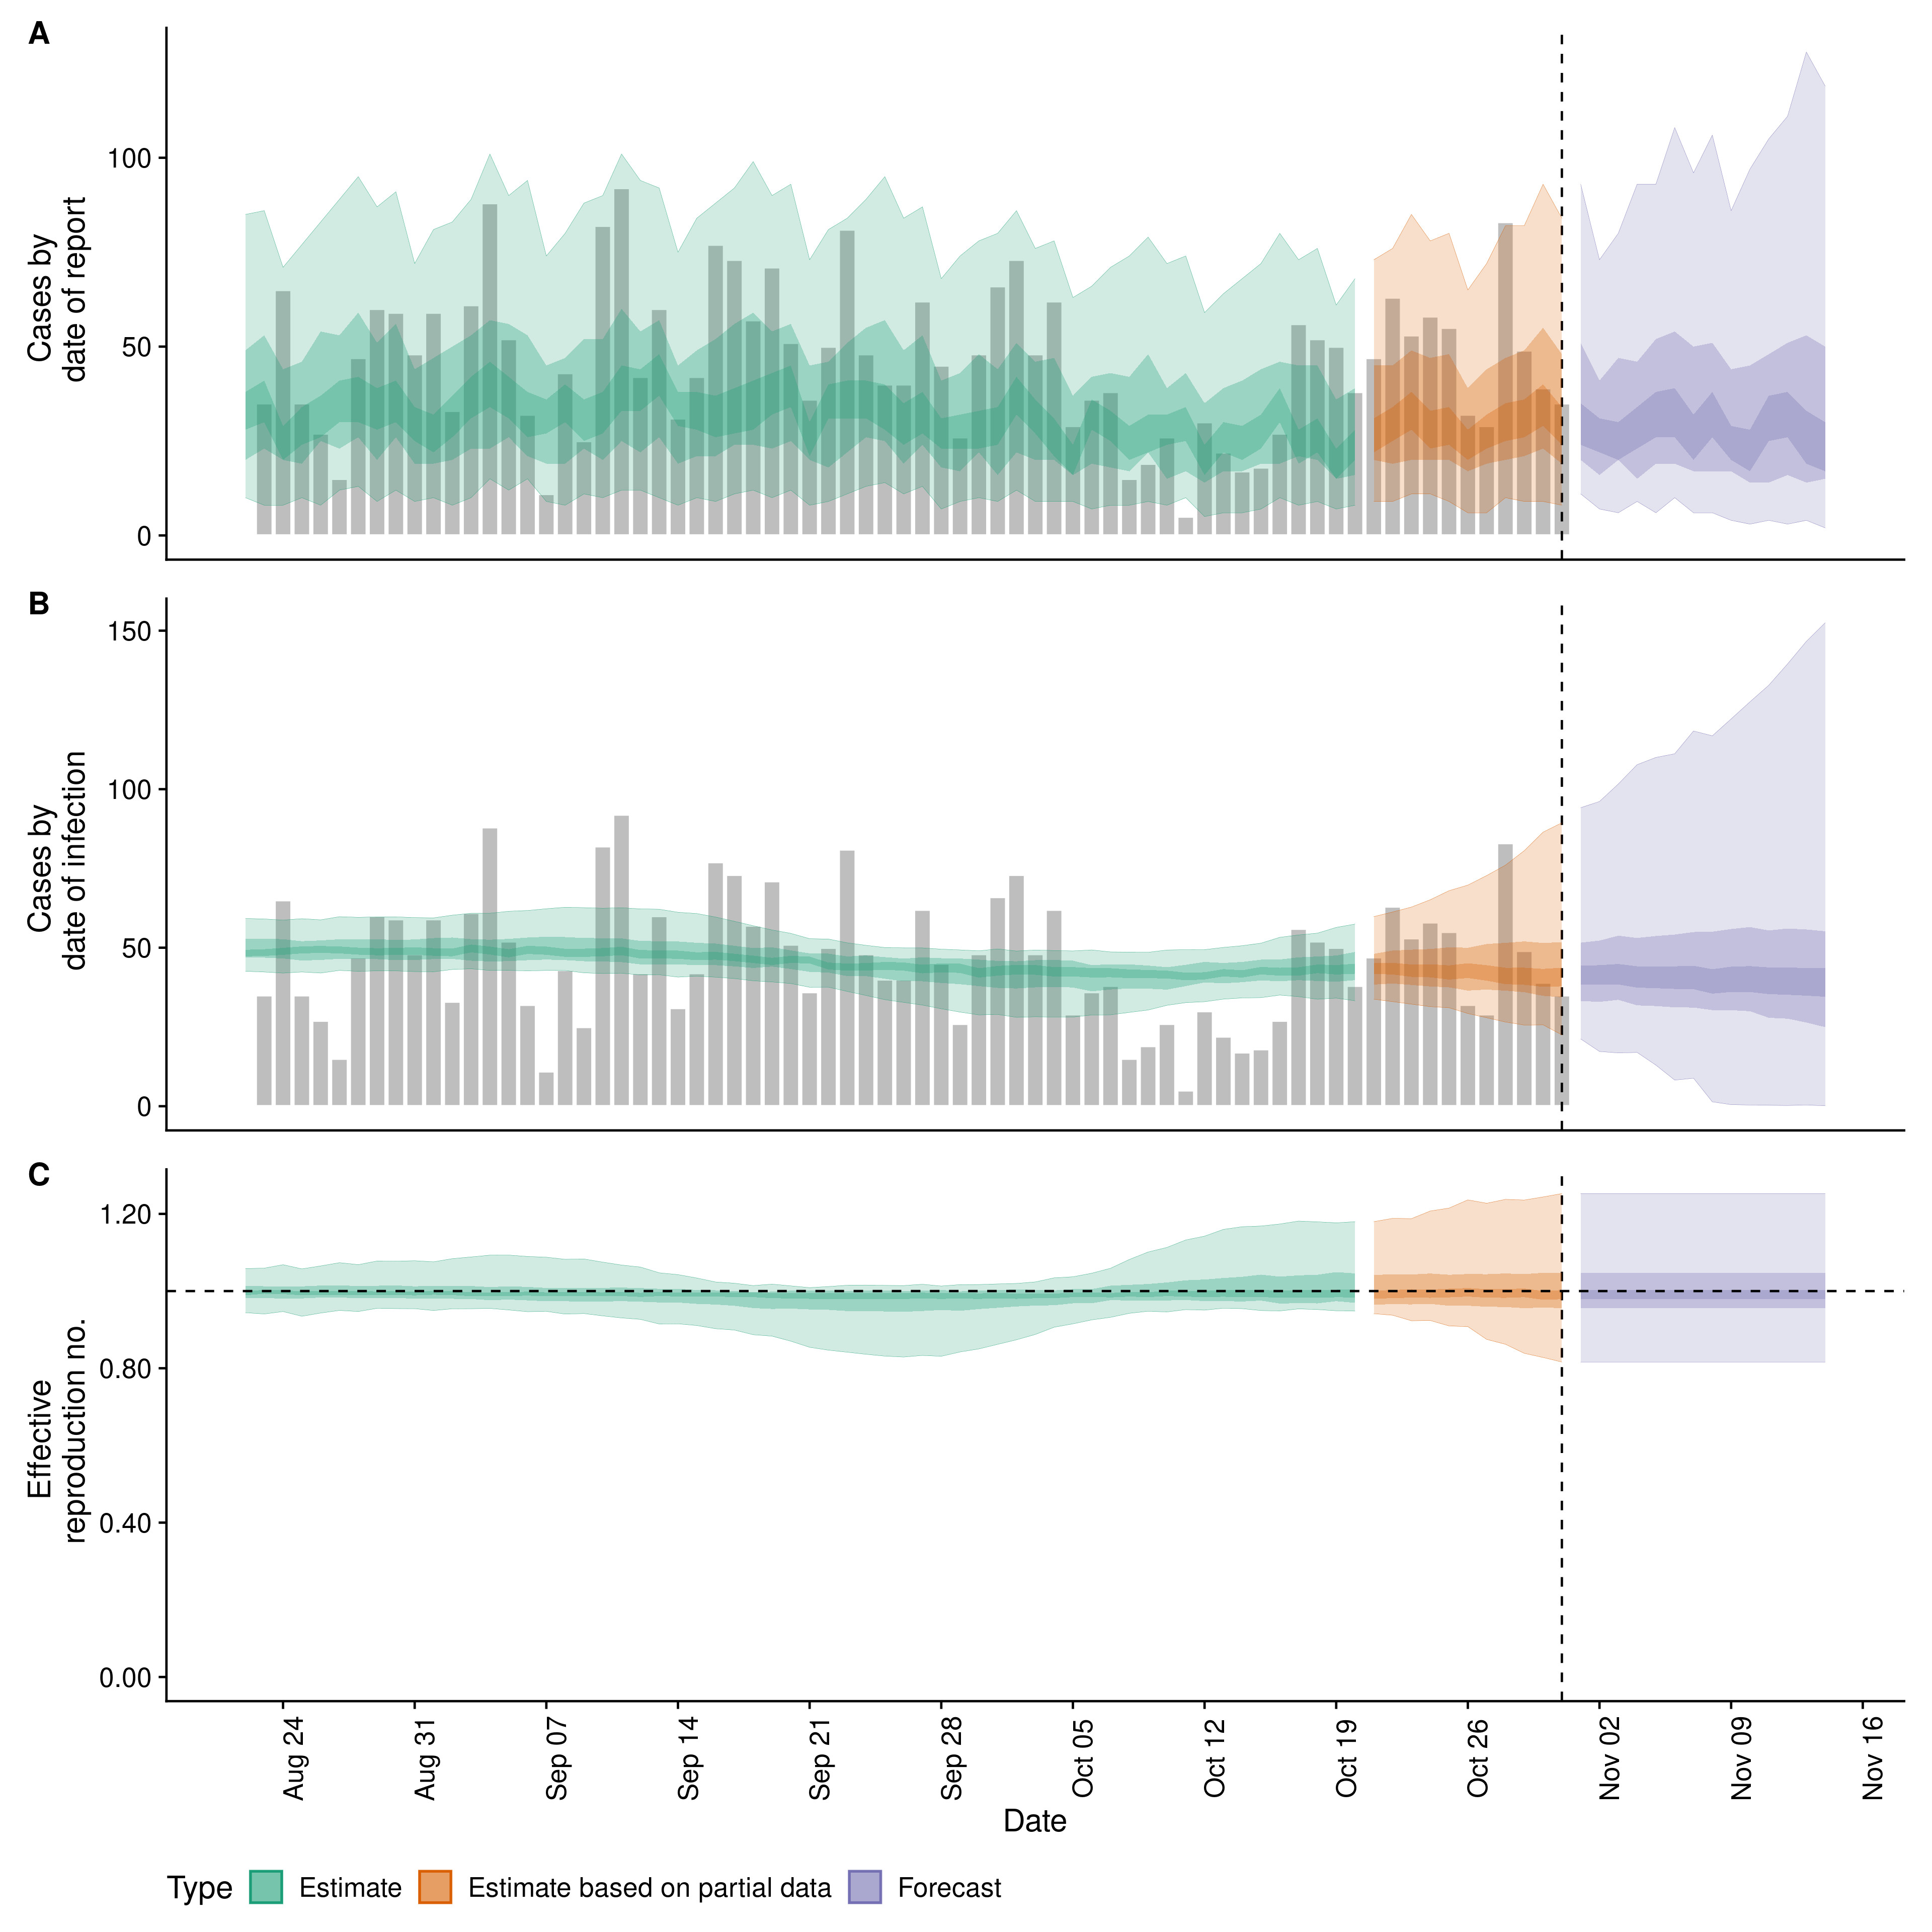 A
Cases by
date of report
100
50
0
B
Cases by
date of infection
150
100
50
0
C
Effective
reproduction no.
1.20
0.80
0.40
0.00
Aug 24
Aug 31
Sep 07
Sep 14
Sep 21
Sep 28
Oct 05
Oct 12
Oct 19
Oct 26
Nov 02
Nov 09
Nov 16
Date
Type Estimate Estimate based on partial data Forecast